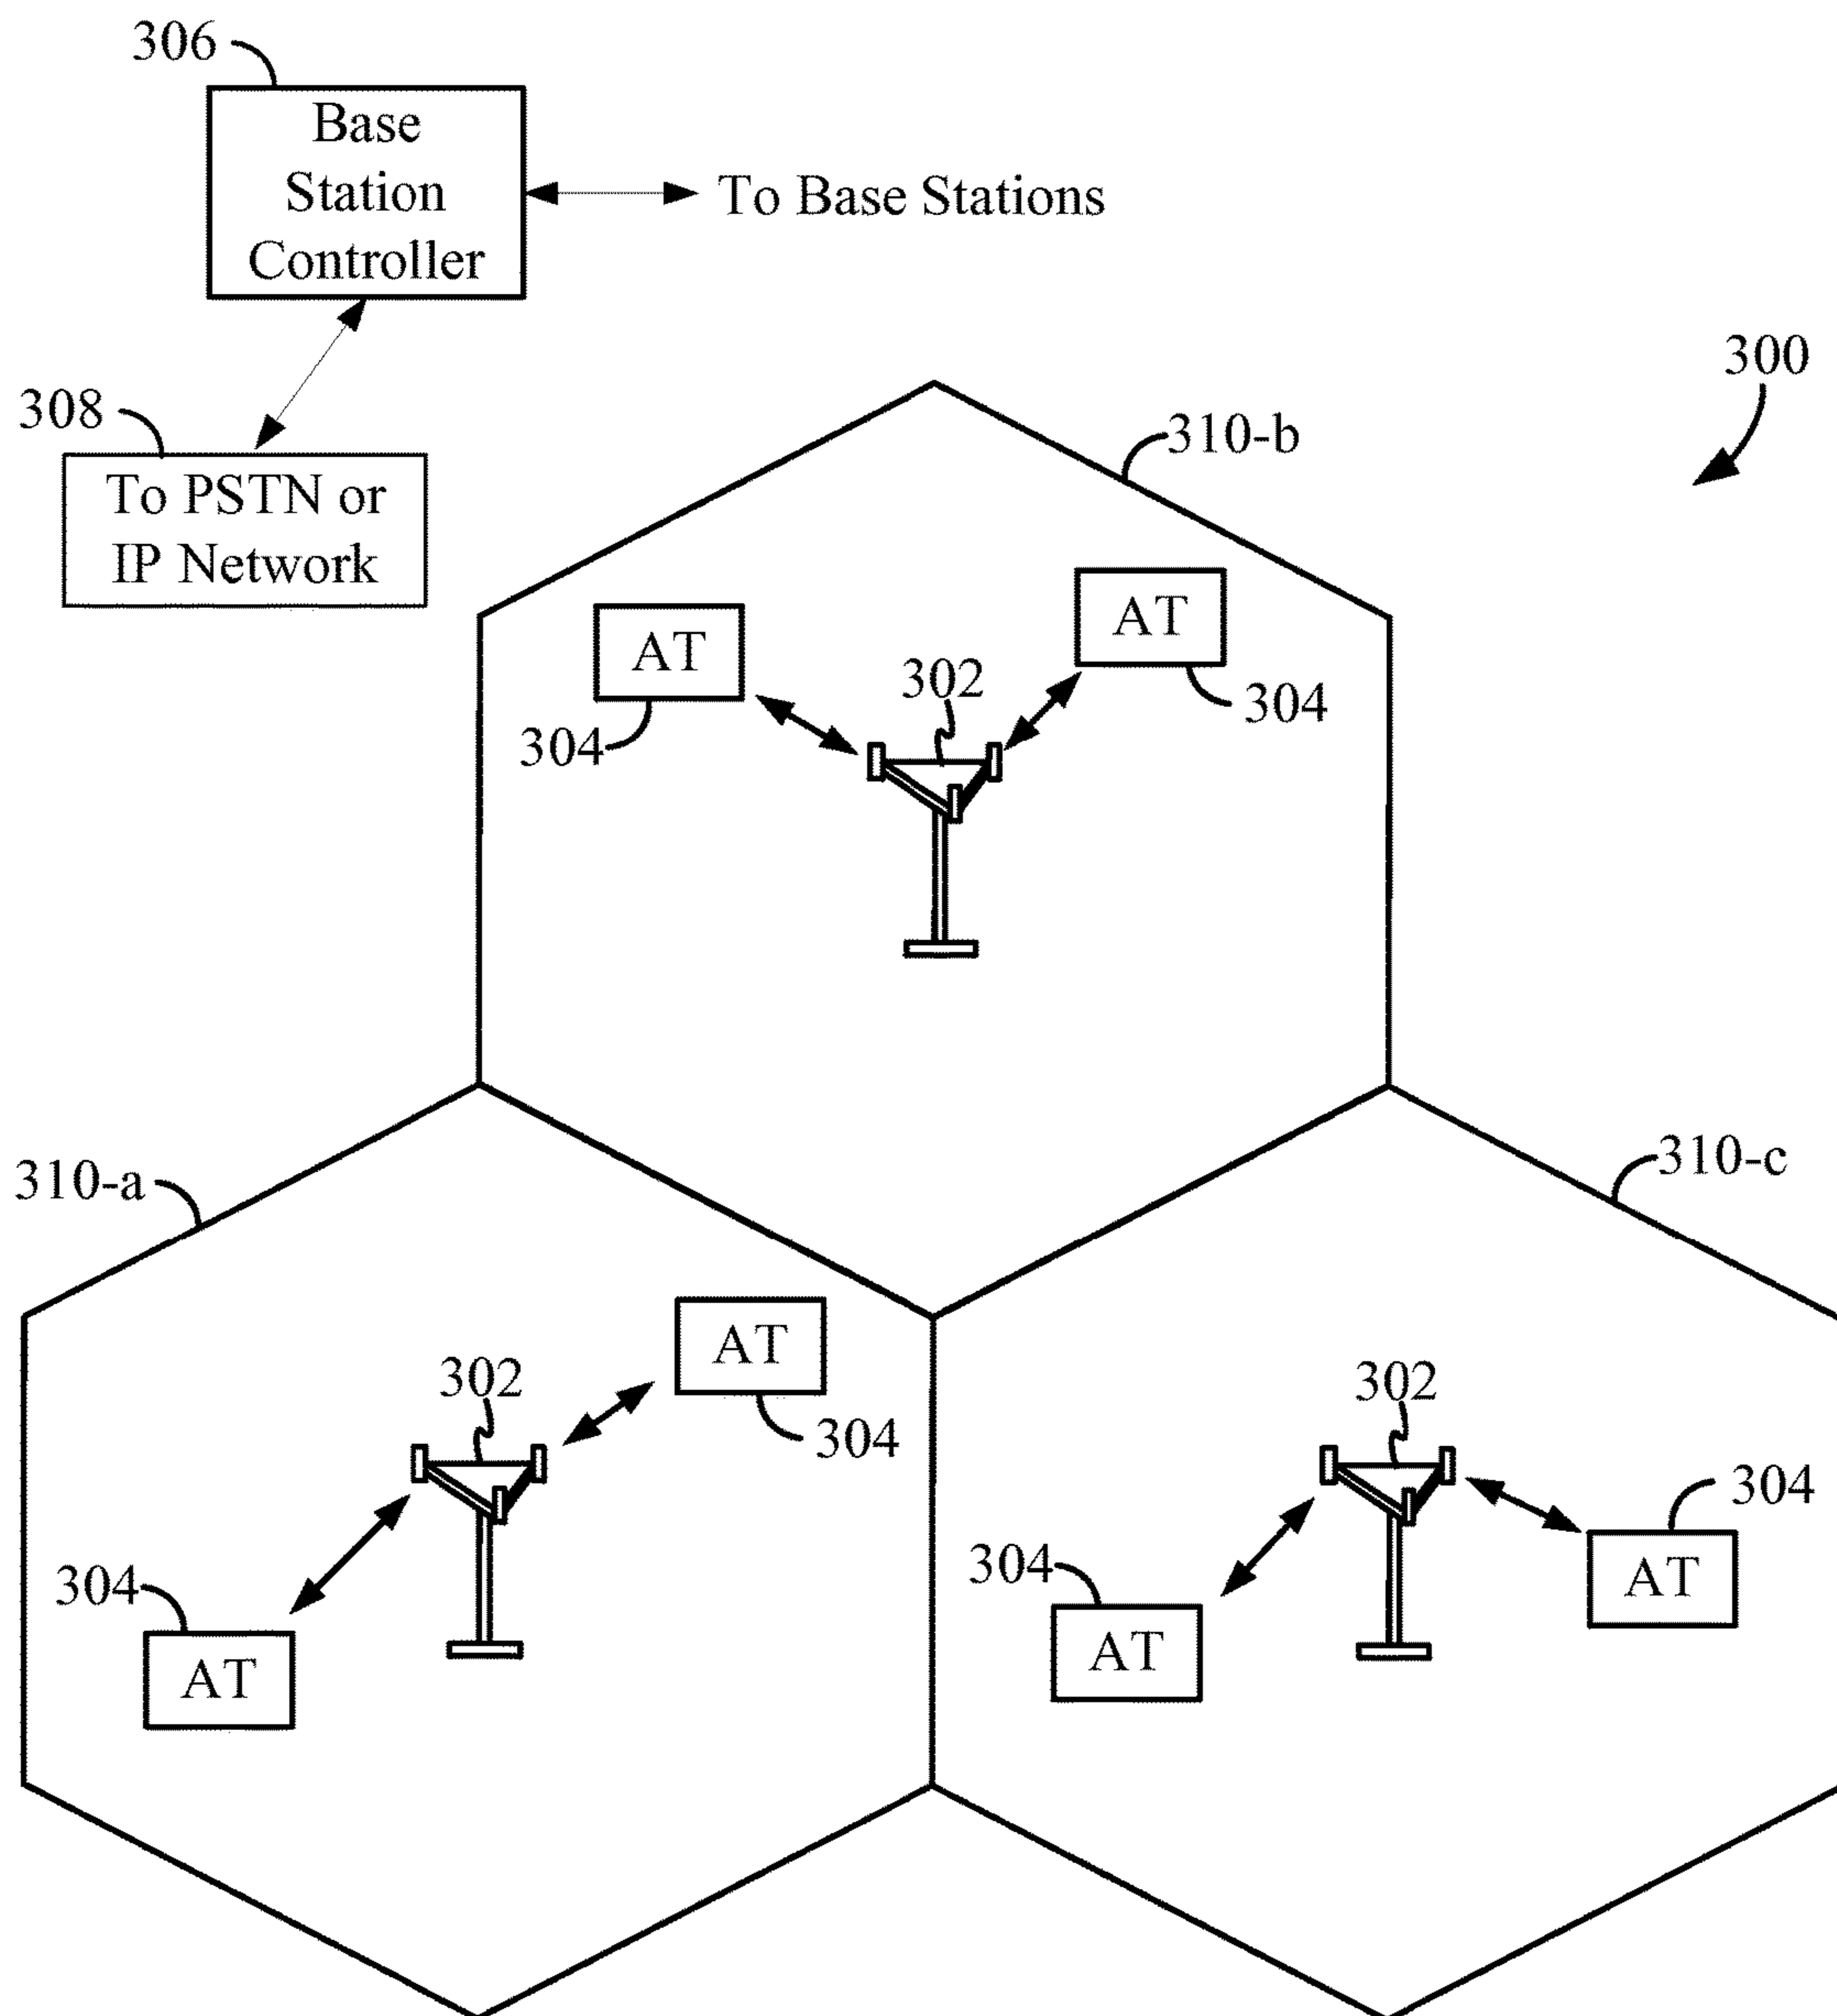 306
Base
Station
Controller
To Base Stations
300
308
To PSTN or
IP Network
310-b
AT
AT
302
304
304
310-a
310-c
AT
302
302
304
304
304
AT
AT
AT
304